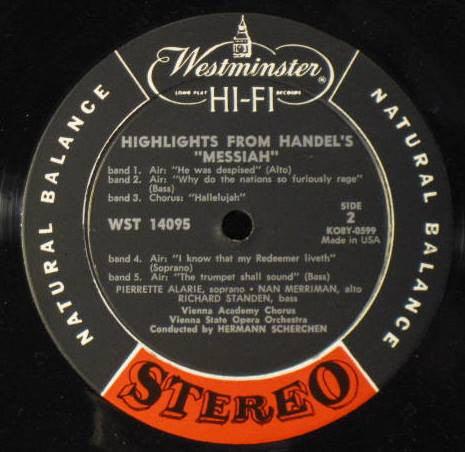 Westminster
LONG PLAY RECORDS
HI-FI
NATURAL BALANCE
NATURAL BALANCE
HIGHLIGHTS FROM HANDEL'S
"MESSIAH"
band 1. Air: "He was despised" (Alto)
band 2. Air: "Why do the nations so furiously rage"
(Bass)
band 3. Chorus: "Hallelujah"
SIDE
2
WST 14095
KO8Y-0599
Made in USA
band 4. Air: "I know that my Redeemer liveth"
(Soprano)
band 5. Air: "The trumpet shall sound" (Bass)
PIERRETTE ALARIE, soprano • NAN MERRIMAN, alto
RICHARD STANDEN, bass
Vienna Academy Chorus
Vienna State Opera Orchestra
Conducted by HERMANN SCHERCHEN
STEREO